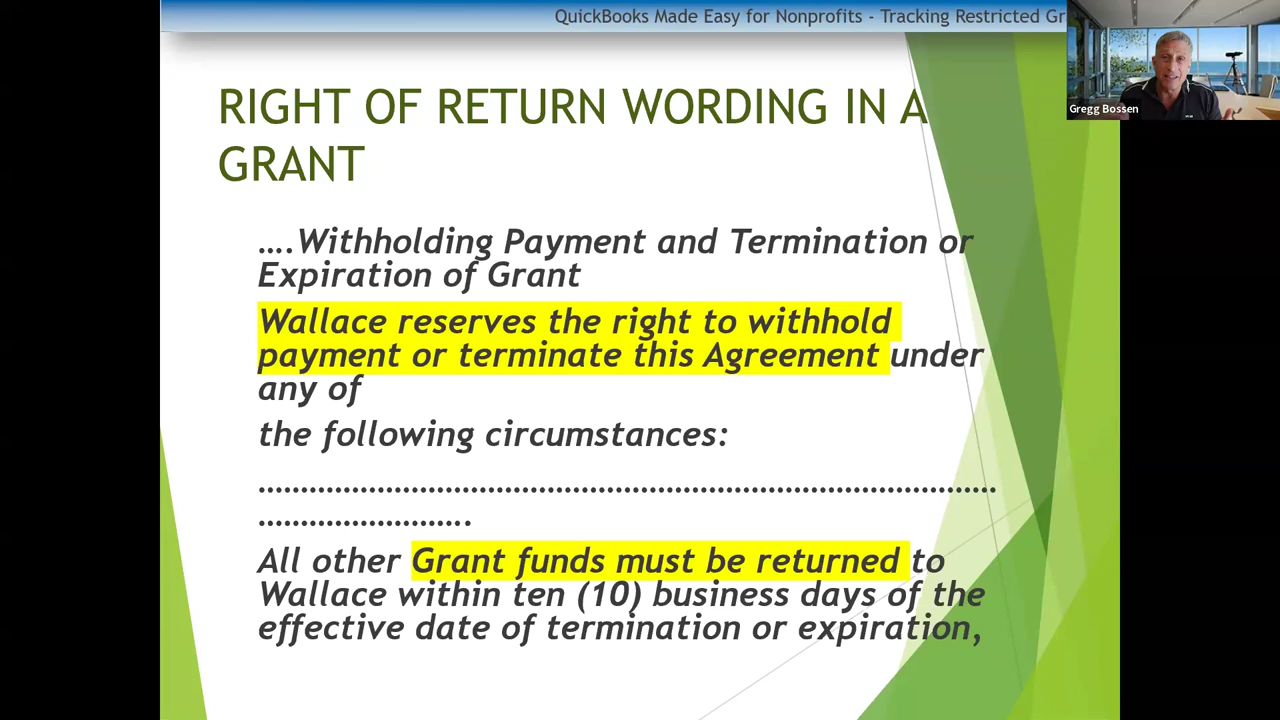 QuickBooks Made Easy for Nonprofits - Tracking Restricted Gr
Gregg Bossen
RIGHT OF RETURN WORDING IN A
GRANT
….Withholding Payment and Termination or
Expiration of Grant
Wallace reserves the right to withhold
payment or terminate this Agreement under
any of
the following circumstances:
……………………………………………………………………………
…………………….
All other Grant funds must be returned to
Wallace within ten (10) business days of the
effective date of termination or expiration,